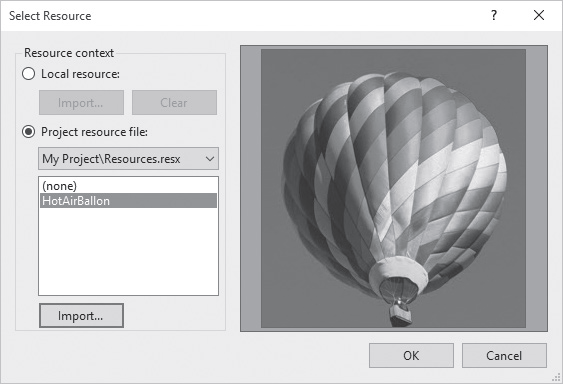 Select Resource
Resource context
Local resource:
Import... Clear
Project resource file:
My Project\Resources.resx
(none)
HotAirBallon
Import...
OK Cancel